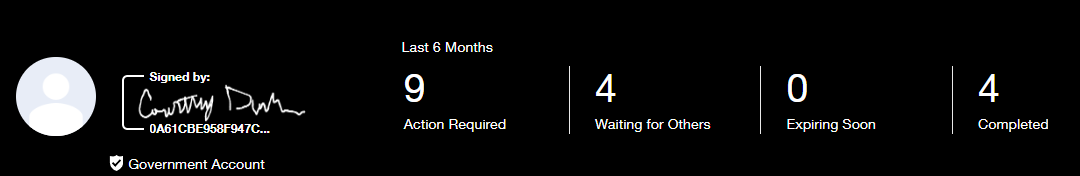 Last 6 Months
Signed by:
Courtney
0A61CBE958F947C...
Government Account
9
Action Required
4
Waiting for Others
0
Expiring Soon
4
Completed